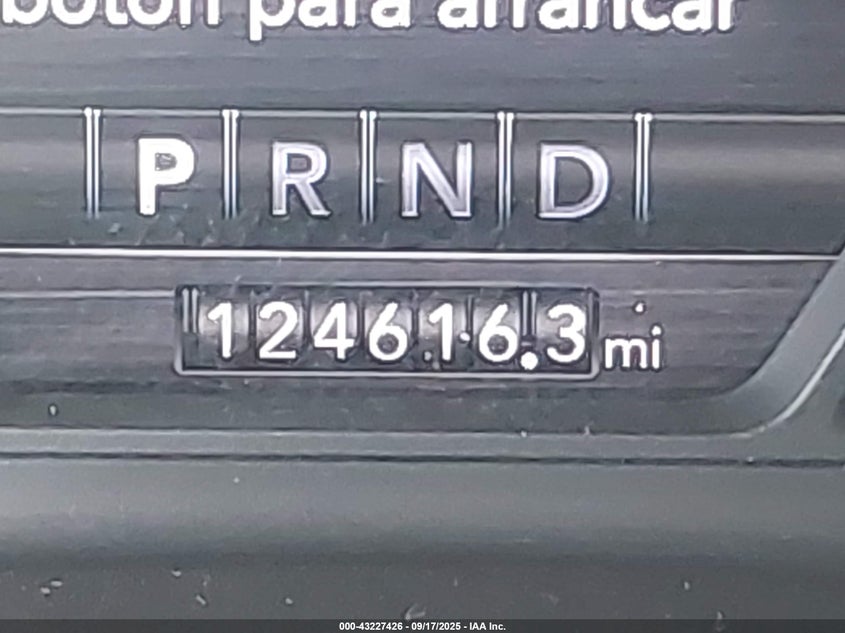 botón para arrancar
P R N D
124616.3 mi
000-43227426 - 09/17/2025 - IAA Inc.